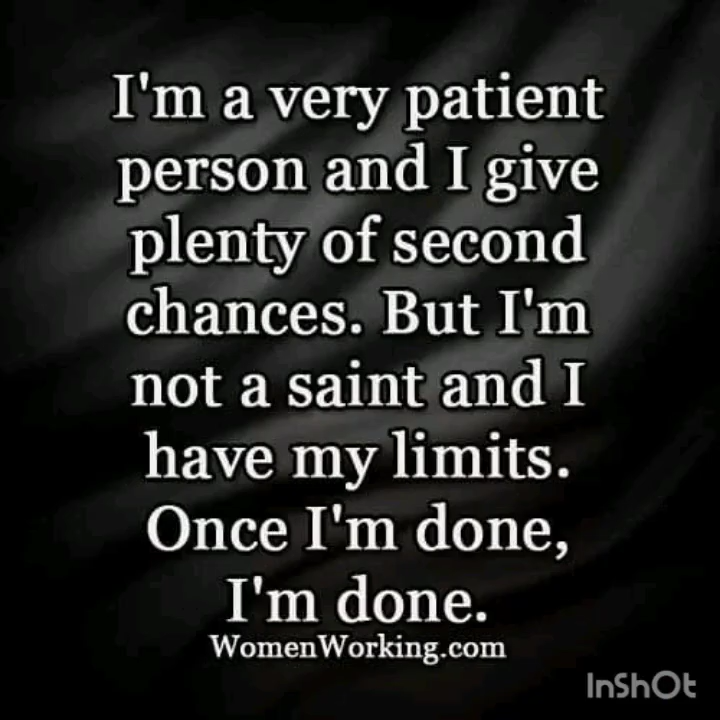 I'm a very patient
person and I give
plenty of second
chances. But I'm
not a saint and I
have my limits.
Once I'm done,
I'm done.
WomenWorking.com
InShOt